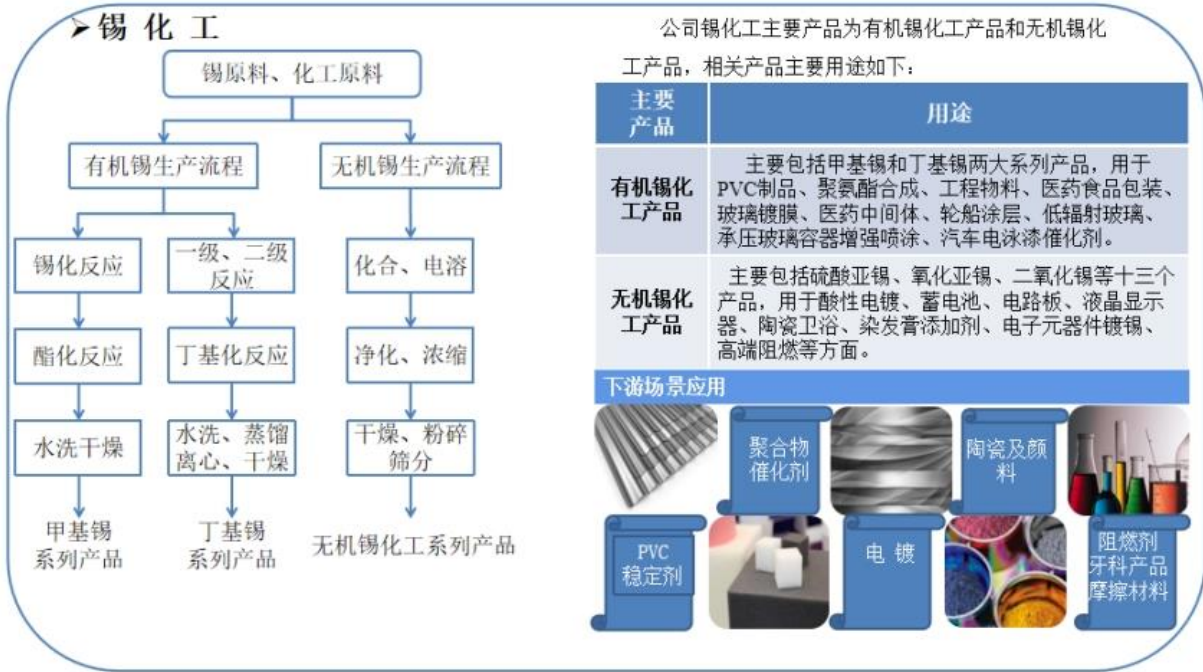 ➢锡 化 工
锡原料、化工原料
有机锡生产流程
无机锡生产流程
锡化反应
一级、二级
反应
化合、电溶
酯化反应
丁基化反应
净化、浓缩
水洗干燥
水洗、蒸馏
离心、干燥
干燥、粉碎
筛分
甲基锡
系列产品
丁基锡
系列产品
无机锡化工系列产品
公司锡化工主要产品为有机锡化工产品和无机锡化
工产品，相关产品主要用途如下：
主要
产品
用途
有机锡化
工产品
主要包括甲基锡和丁基锡两大系列产品，用于
PVC制品、聚氨酯合成、工程物料、医药食品包装、
玻璃镀膜、医药中间体、轮船涂层、低辐射玻璃、
承压玻璃容器增强喷涂、汽车电泳漆催化剂。
无机锡化
工产品
主要包括硫酸亚锡、氧化亚锡、二氧化锡等十三个
产品，用于酸性电镀、蓄电池、电路板、液晶显示
器、陶瓷卫浴、染发膏添加剂、电子元器件镀锡、
高端阻燃等方面。
下游场景应用
聚合物
催化剂
陶瓷及颜
料
PVC
稳定剂
电 镀
阻燃剂
牙科产品
摩擦材料